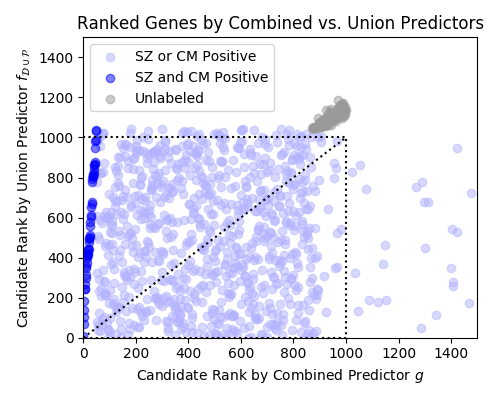 Ranked Genes by Combined vs. Union Predictors
Candidate Rank by Union Predictor f_{𝒟∪𝒫}
1400
1200
1000
800
600
400
200
0
SZ or CM Positive
SZ and CM Positive
Unlabeled
0 200 400 600 800 1000 1200 1400
Candidate Rank by Combined Predictor g